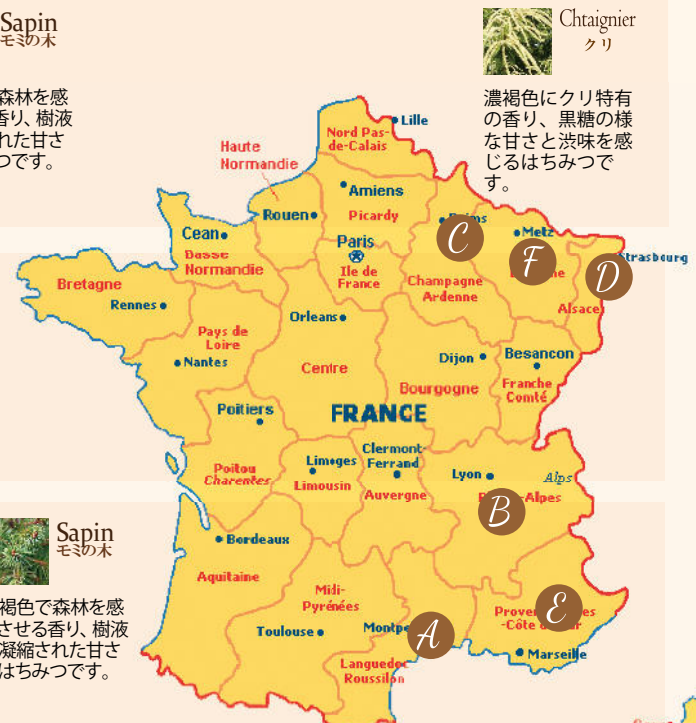 Sapin
モミの木
森林を感
香り、樹液
れた甘さ
つです。
Chtaignier
クリ
濃褐色にクリ特有
の香り、黒糖の様
な甘さと渋味を感
じるはちみつで
す。
Lille
Nord Pas-
de-Calais
Haute
Normandie
Amiens
Rouen
Picardy
Cean
Paris
C
Metz
F
D
Strasbourg
Basse
Normandie
Ile de
France
Bretagne
Champagne
Ardenne
Rennes
Alsace
Orleans
Pays de
Loire
Nantes
Centre
Dijon
Besancon
Bourgogne
Franche
Comté
Poitiers
FRANCE
Clermont-
Ferrand
Limoges
Lyon
Alps
Poitou
Charentes
Limousin
Auvergne
-Alpes
B
Sapin
モミの木
Bordeaux
Aquitaine
褐色で森林を感
させる香り、樹液
凝縮された甘さ
はちみつです。
Midi-
Pyrénées
E
-Côte
Toulouse
A
Marseille
Languedoc
Roussilon